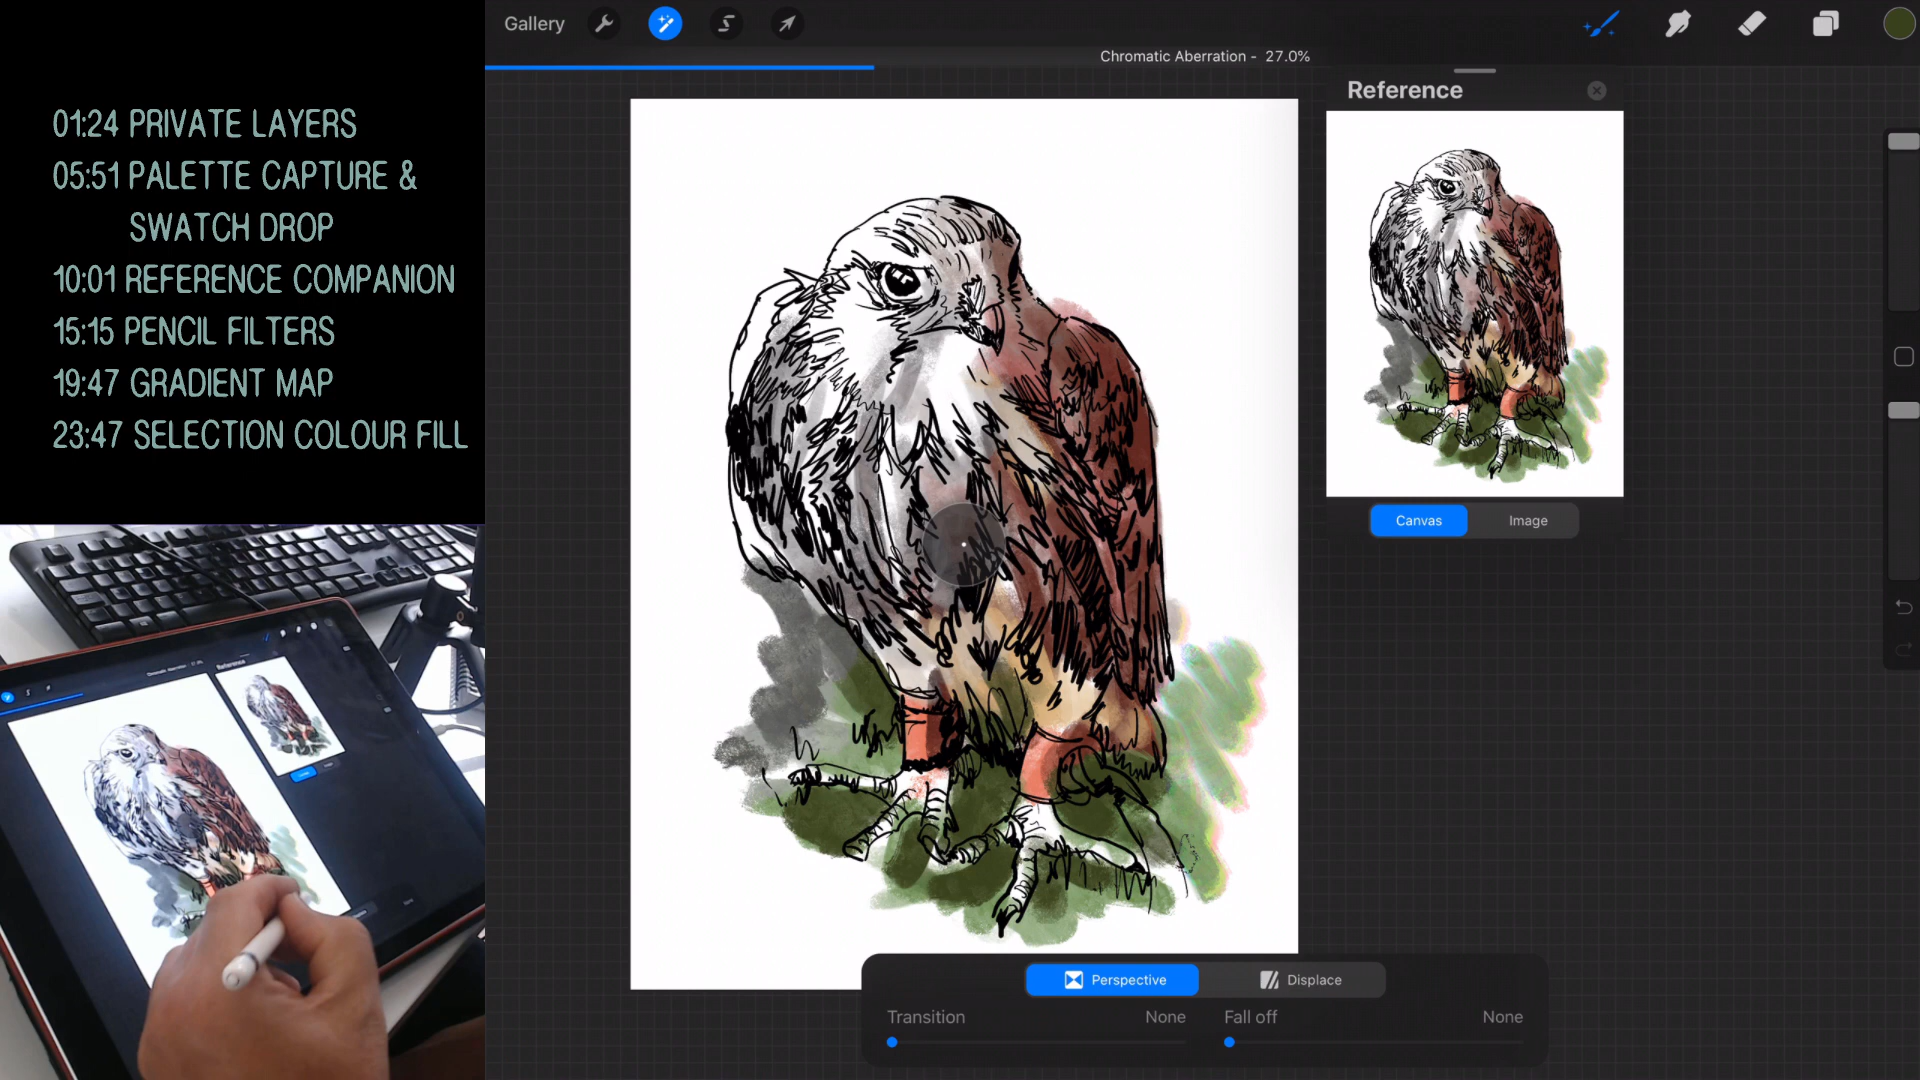 01:24 PRIVATE LAYERS
05:51 PALETTE CAPTURE &
SWATCH DROP
10:01 REFERENCE COMPANION
15:15 PENCIL FILTERS
19:47 GRADIENT MAP
23:47 SELECTION COLOUR FILL
Gallery
Chromatic Aberration - 27.0%
Reference
Canvas
Image
Perspective
Displace
Transition
None
Fall off
None